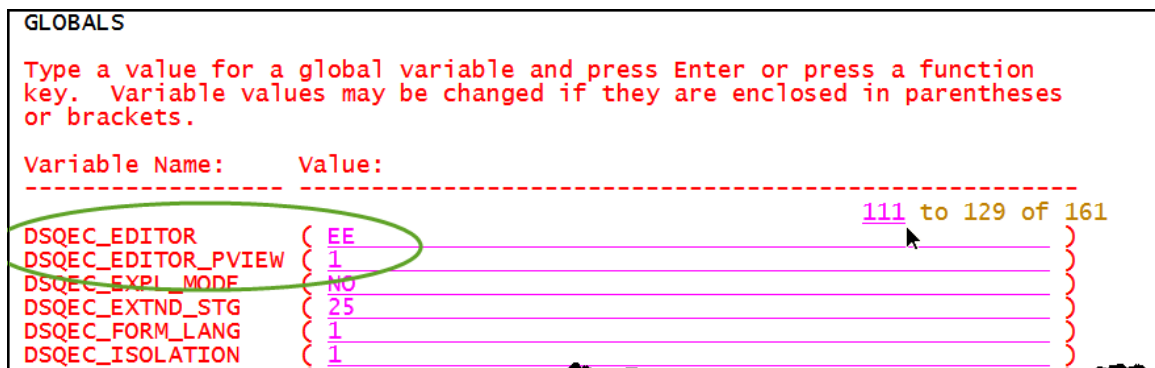 GLOBALS
Type a value for a global variable and press Enter or press a function
key.  Variable values may be changed if they are enclosed in parentheses
or brackets.
Variable Name:     Value:
------------------ ------------------------------------------------------
111 to 129 of 161
DSQEC_EDITOR       ( EE )
DSQEC_EDITOR_PVIEW ( 1 )
DSQEC_EXPL_MODE    ( NO )
DSQEC_EXTND_STG    ( 25 )
DSQEC_FORM_LANG    ( 1 )
DSQEC_ISOLATION    ( 1 )